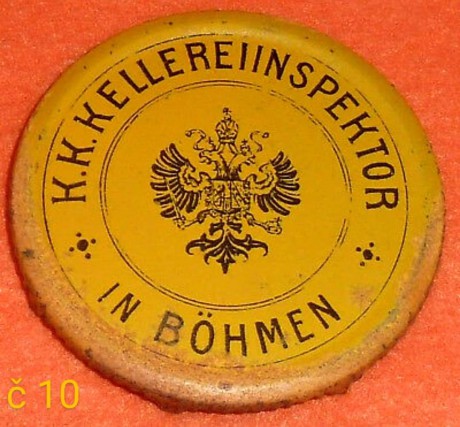 K.K. KELLEREIINSPEKTOR
IN BÖHMEN
č 10